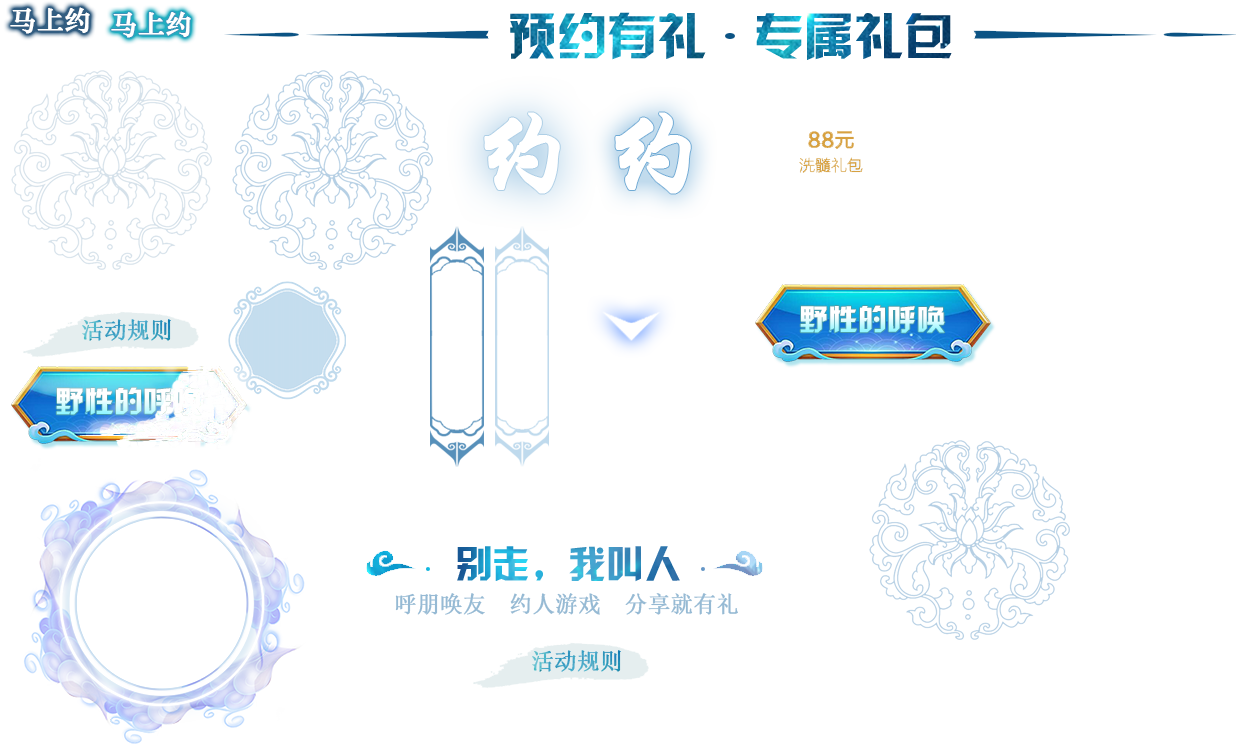 马上约
马上约
预约有礼·专属礼包
约
约
88元
洗髓礼包
野性的呼唤
活动规则
野性的呼唤
别走，我叫人
呼朋唤友 约人游戏 分享就有礼
活动规则